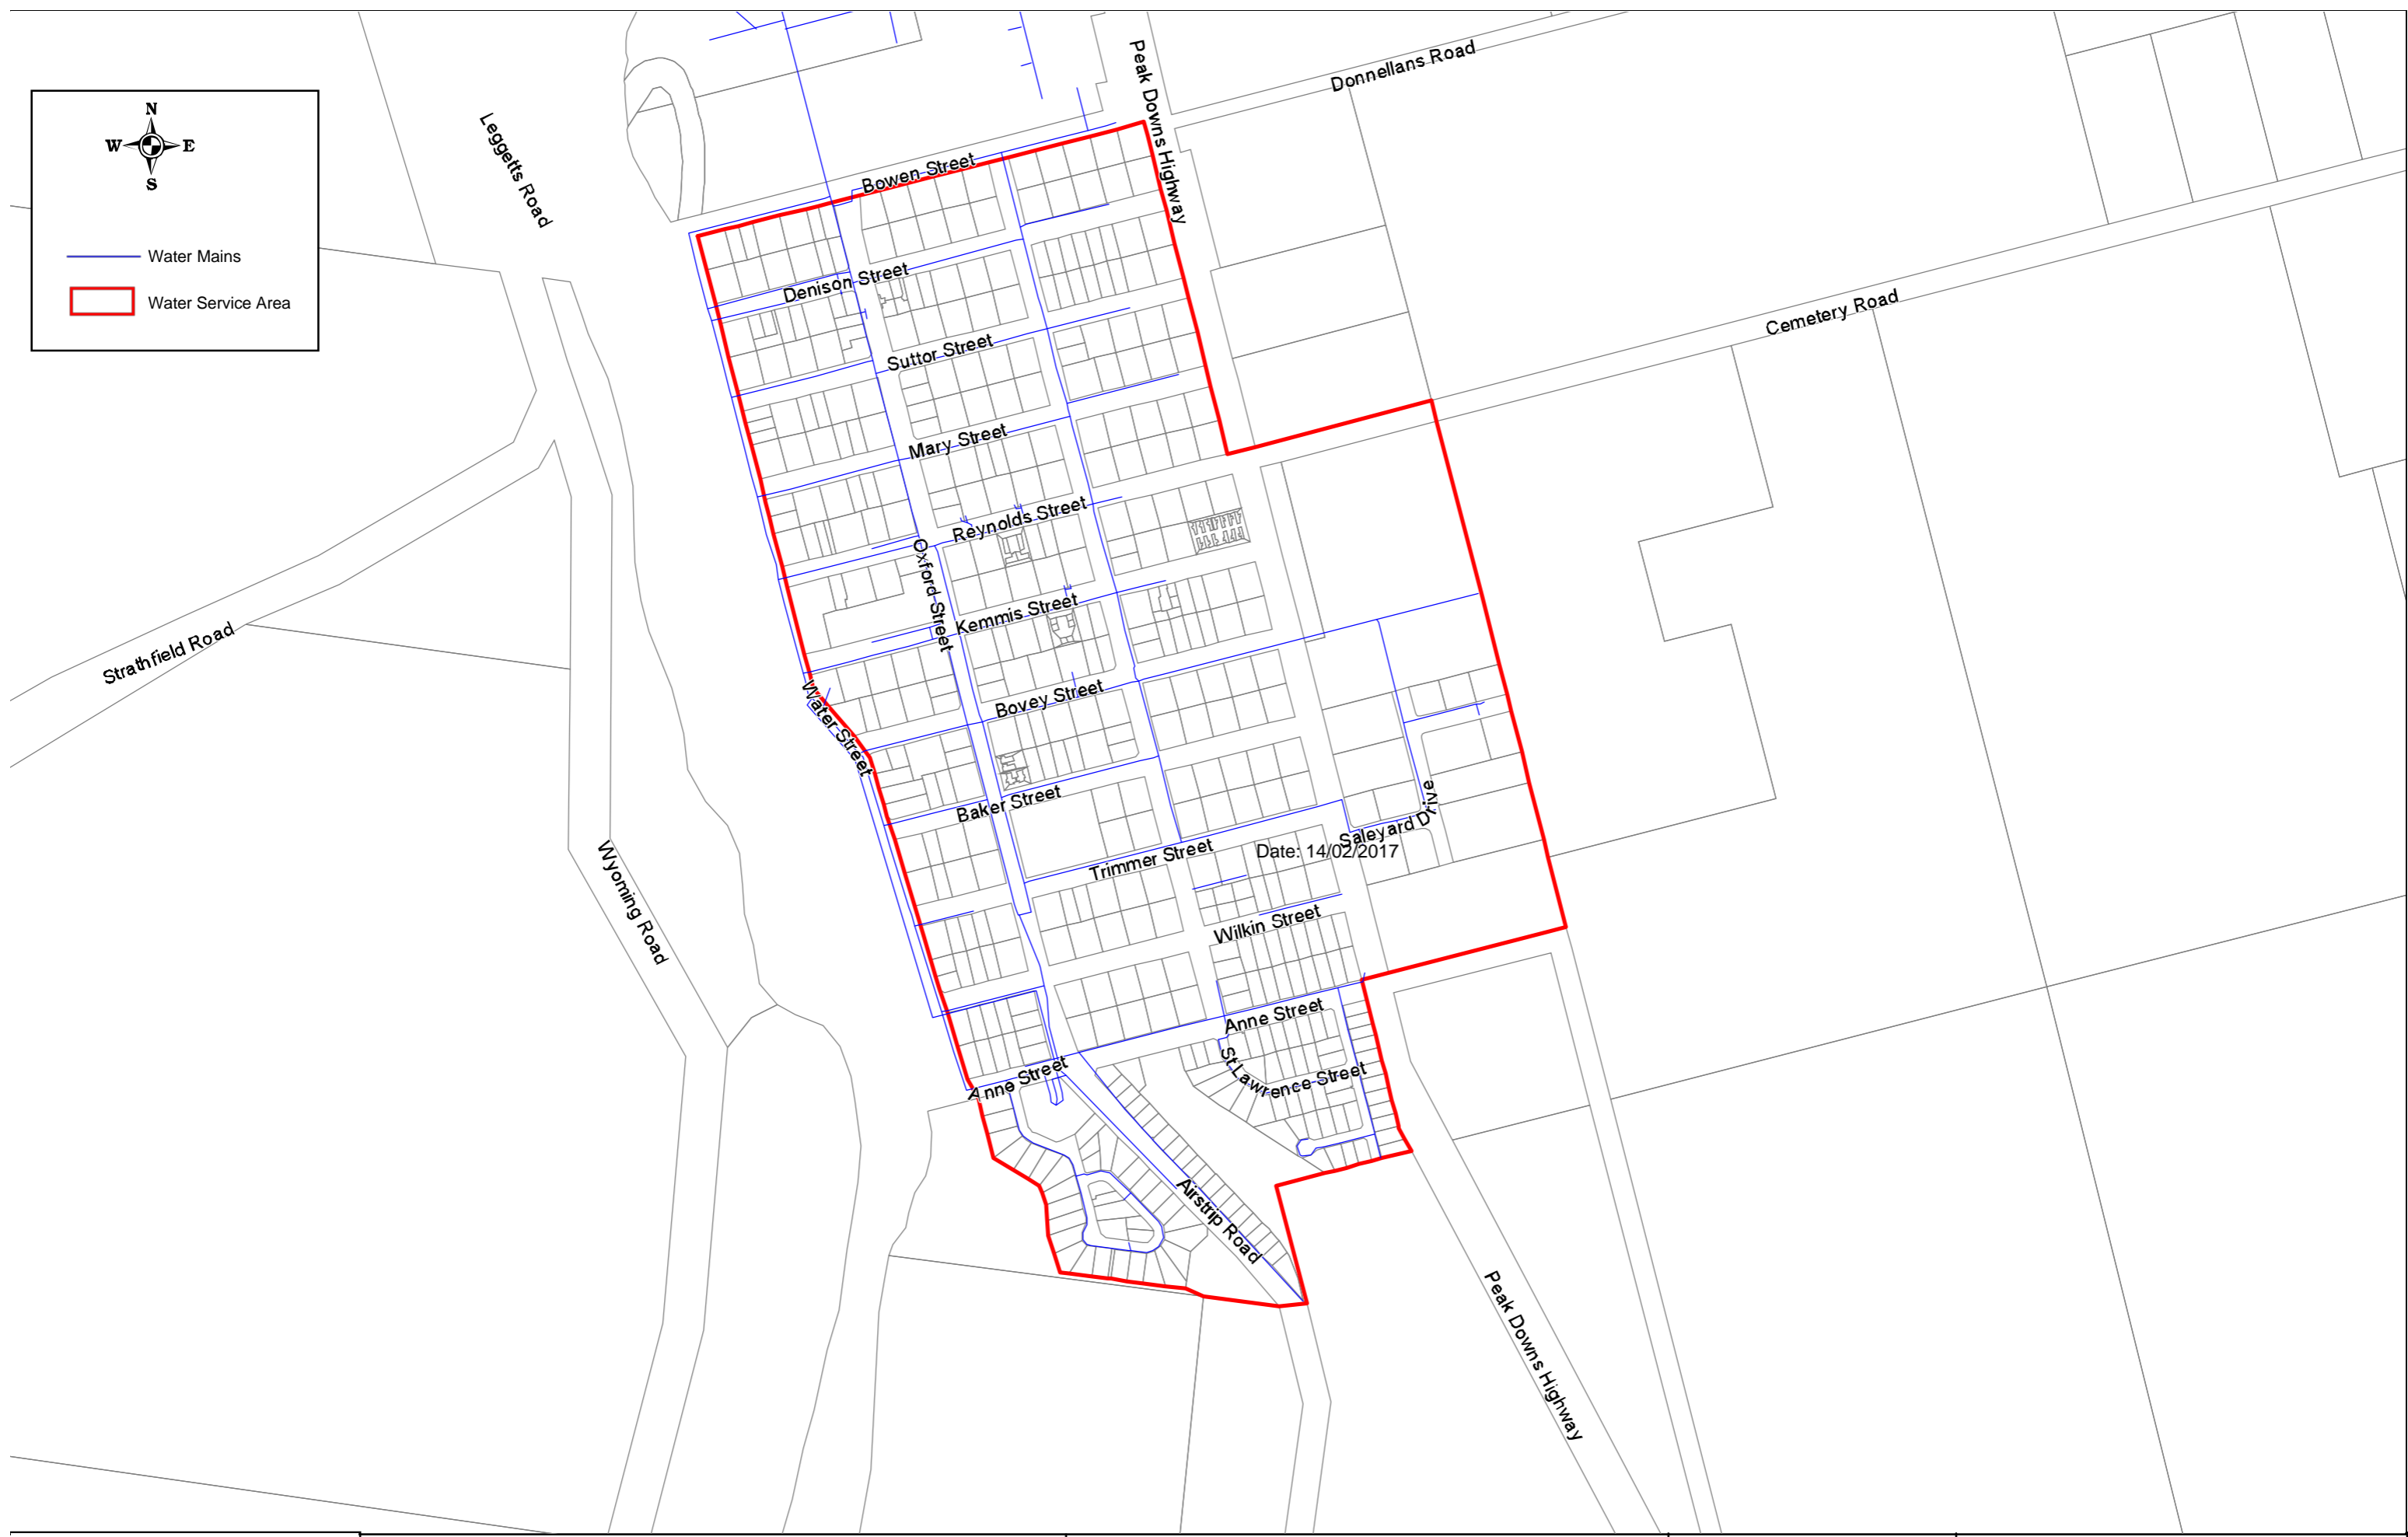 Peak Downs Highway
Donnellans Road
N
W E
S
Leggetts Road
Bowen Street
Water Mains
Denison Street
Water Service Area
Cemetery Road
Suttor Street
Mary Street
Reynolds Street
Oxford Street
Kemmis Street
Strathfield Road
Bovey Street
Water Street
Baker Street
Saleyard Drive
Trimmer Street
Date: 14/02/2017
Wyoming Road
Wilkin Street
Anne Street
Anne Street
St Lawrence Street
Airstrip Road
Peak Downs Highway